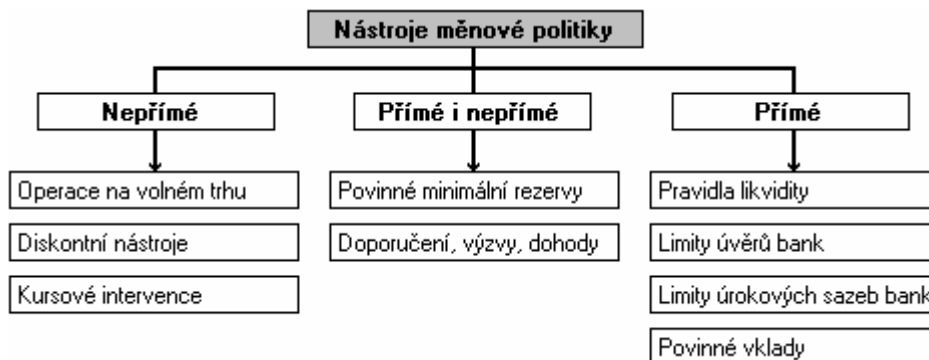 Nástroje měnové politiky
Nepřímé
Přímé i nepřímé
Přímé
Operace na volném trhu
Povinné minimální rezervy
Pravidla likvidity
Diskontní nástroje
Doporučení, výzvy, dohody
Limity úvěrů bank
Kursové intervence
Limity úrokových sazeb bank
Povinné vklady